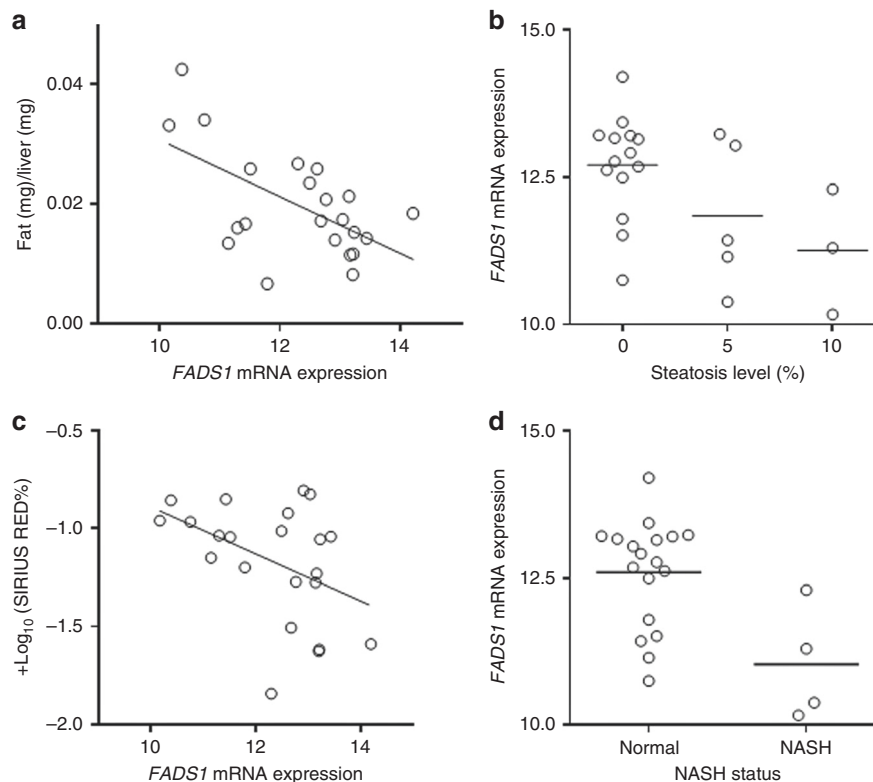 a
0.04
0.02
0.00
Fat (mg)/liver (mg)
10 12 14
FADS1 mRNA expression
b
15.0
12.5
10.0
FADS1 mRNA expression
0 5 10
Steatosis level (%)
c
−0.5
−1.0
−1.5
−2.0
+Log₁₀ (SIRIUS RED%)
10 12 14
FADS1 mRNA expression
d
15.0
12.5
10.0
FADS1 mRNA expression
Normal NASH
NASH status